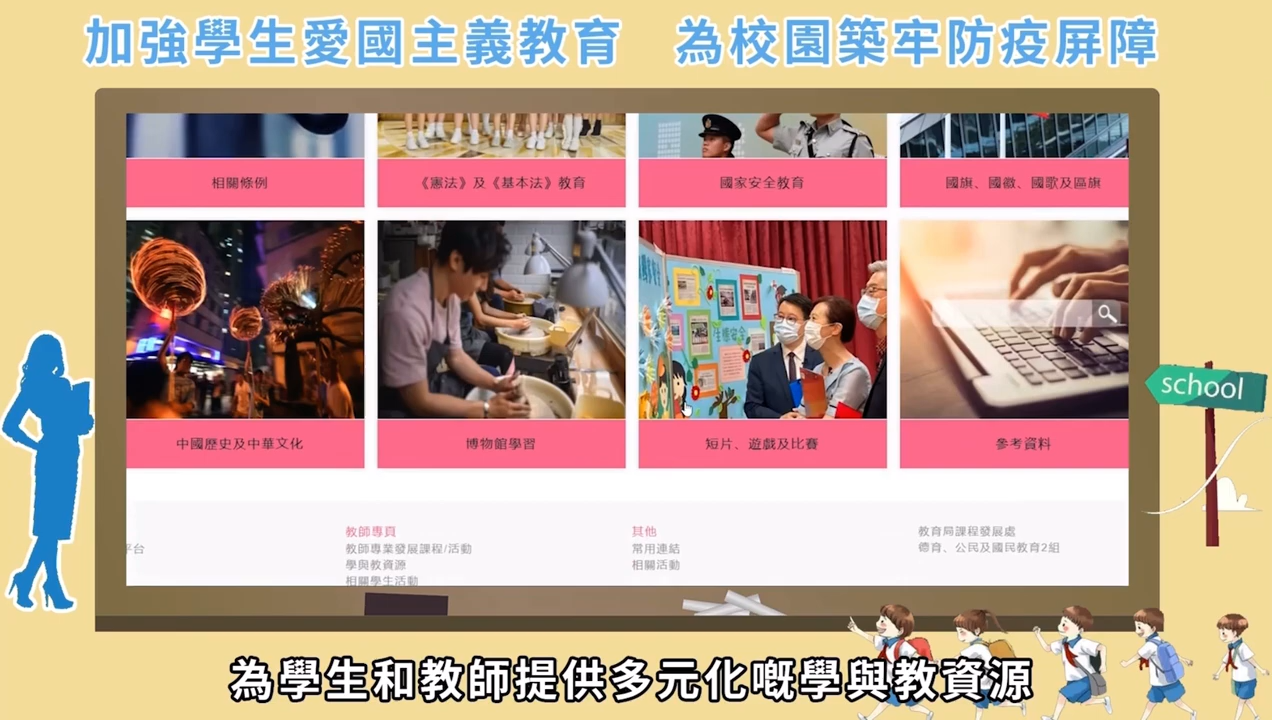 加強學生愛國主義教育 為校園築牢防疫屏障
相關條例
《憲法》及《基本法》教育
國家安全教育
國旗、國徽、國歌及區旗
中國歷史及中華文化
博物館學習
短片、遊戲及比賽
參考資料
school
平台
教師專頁
教師專業發展課程/活動
學與教資源
相關學生活動
其他
常用連結
相關活動
教育局課程發展處
德育、公民及國民教育2組
為學生和教師提供多元化嘅學與教資源